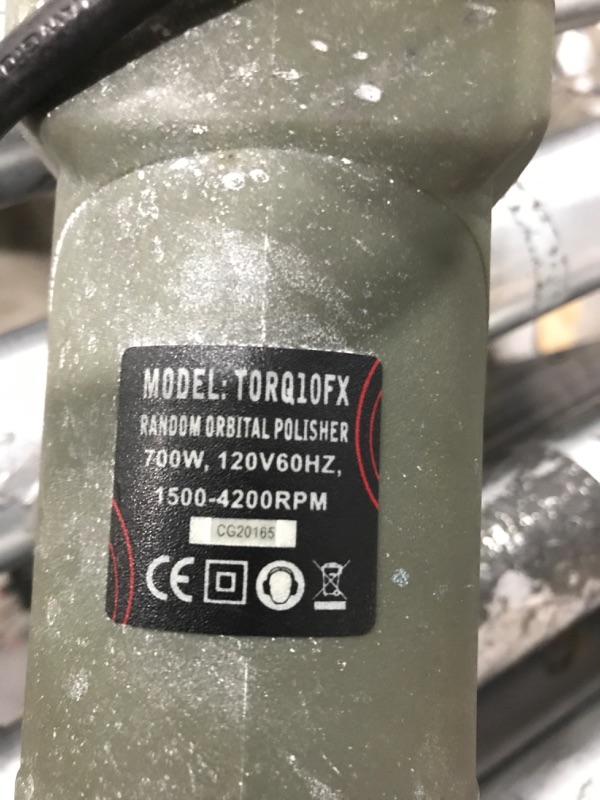 MODEL: TORQ10FX
RANDOM ORBITAL POLISHER
700W, 120V60HZ,
1500-4200RPM
CG20165
CE